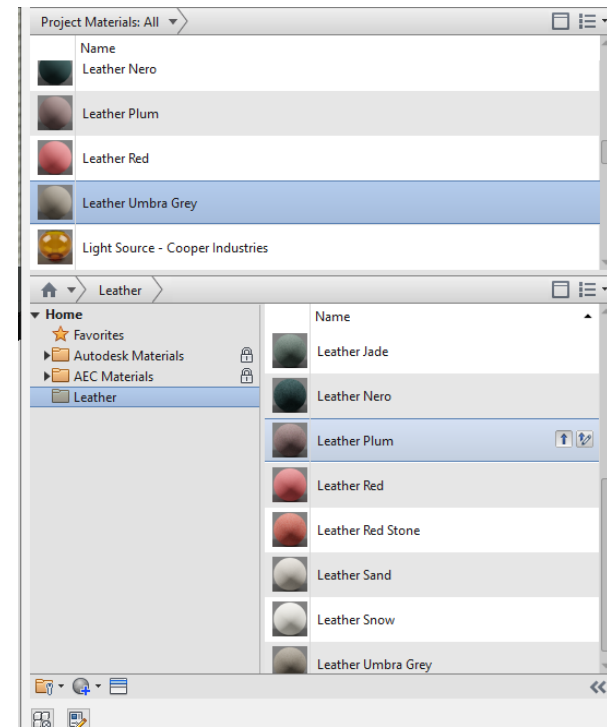 Project Materials: All
Name
Leather Nero
Leather Plum
Leather Red
Leather Umbra Grey
Light Source - Cooper Industries
Leather
Home
Favorites
Autodesk Materials
AEC Materials
Leather
Name
Leather Jade
Leather Nero
Leather Plum
Leather Red
Leather Red Stone
Leather Sand
Leather Snow
Leather Umbra Grey